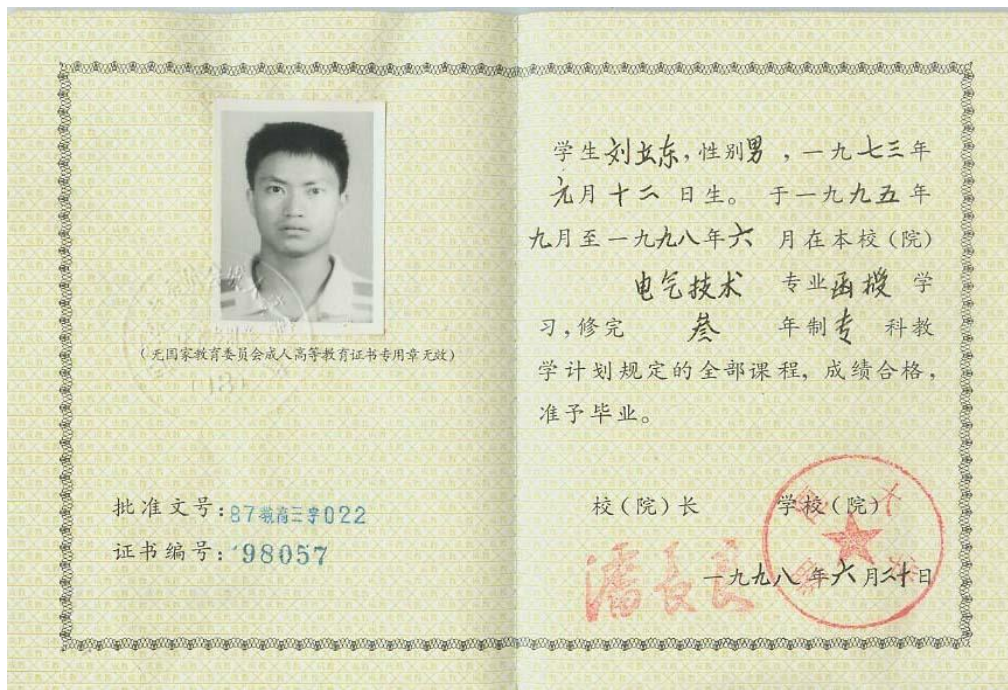 (无国家教育委员会成人高等教育证书专用章无效)
批准文号:87教高三字022
证书编号:98057
学生刘立东,性别男,一九七三年
元月十二日生。于一九九五年
九月至一九九八年六月在本校(院)
电气技术 专业函授 学
习,修完 叁 年制专科教
学计划规定的全部课程,成绩合格,
准予毕业。
校(院)长 学校(院)
潘長良
一九九八年六月二十日